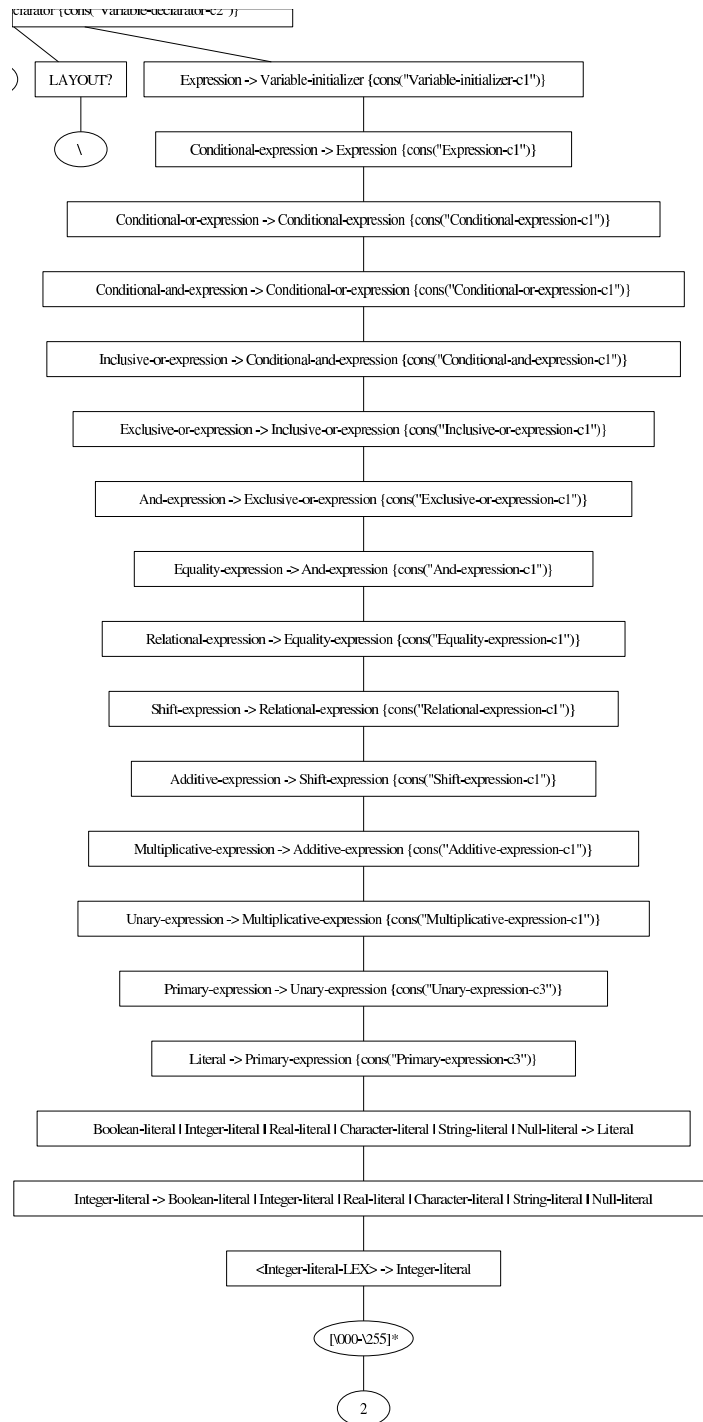 clarator {cons("Variable-declarator-c2")}
LAYOUT?
Expression -> Variable-initializer {cons("Variable-initializer-c1")}
\
Conditional-expression -> Expression {cons("Expression-c1")}
Conditional-or-expression -> Conditional-expression {cons("Conditional-expression-c1")}
Conditional-and-expression -> Conditional-or-expression {cons("Conditional-or-expression-c1")}
Inclusive-or-expression -> Conditional-and-expression {cons("Conditional-and-expression-c1")}
Exclusive-or-expression -> Inclusive-or-expression {cons("Inclusive-or-expression-c1")}
And-expression -> Exclusive-or-expression {cons("Exclusive-or-expression-c1")}
Equality-expression -> And-expression {cons("And-expression-c1")}
Relational-expression -> Equality-expression {cons("Equality-expression-c1")}
Shift-expression -> Relational-expression {cons("Relational-expression-c1")}
Additive-expression -> Shift-expression {cons("Shift-expression-c1")}
Multiplicative-expression -> Additive-expression {cons("Additive-expression-c1")}
Unary-expression -> Multiplicative-expression {cons("Multiplicative-expression-c1")}
Primary-expression -> Unary-expression {cons("Unary-expression-c3")}
Literal -> Primary-expression {cons("Primary-expression-c3")}
Boolean-literal | Integer-literal | Real-literal | Character-literal | String-literal | Null-literal -> Literal
Integer-literal -> Boolean-literal | Integer-literal | Real-literal | Character-literal | String-literal | Null-literal
<Integer-literal-LEX> -> Integer-literal
[\000-\255]*
2